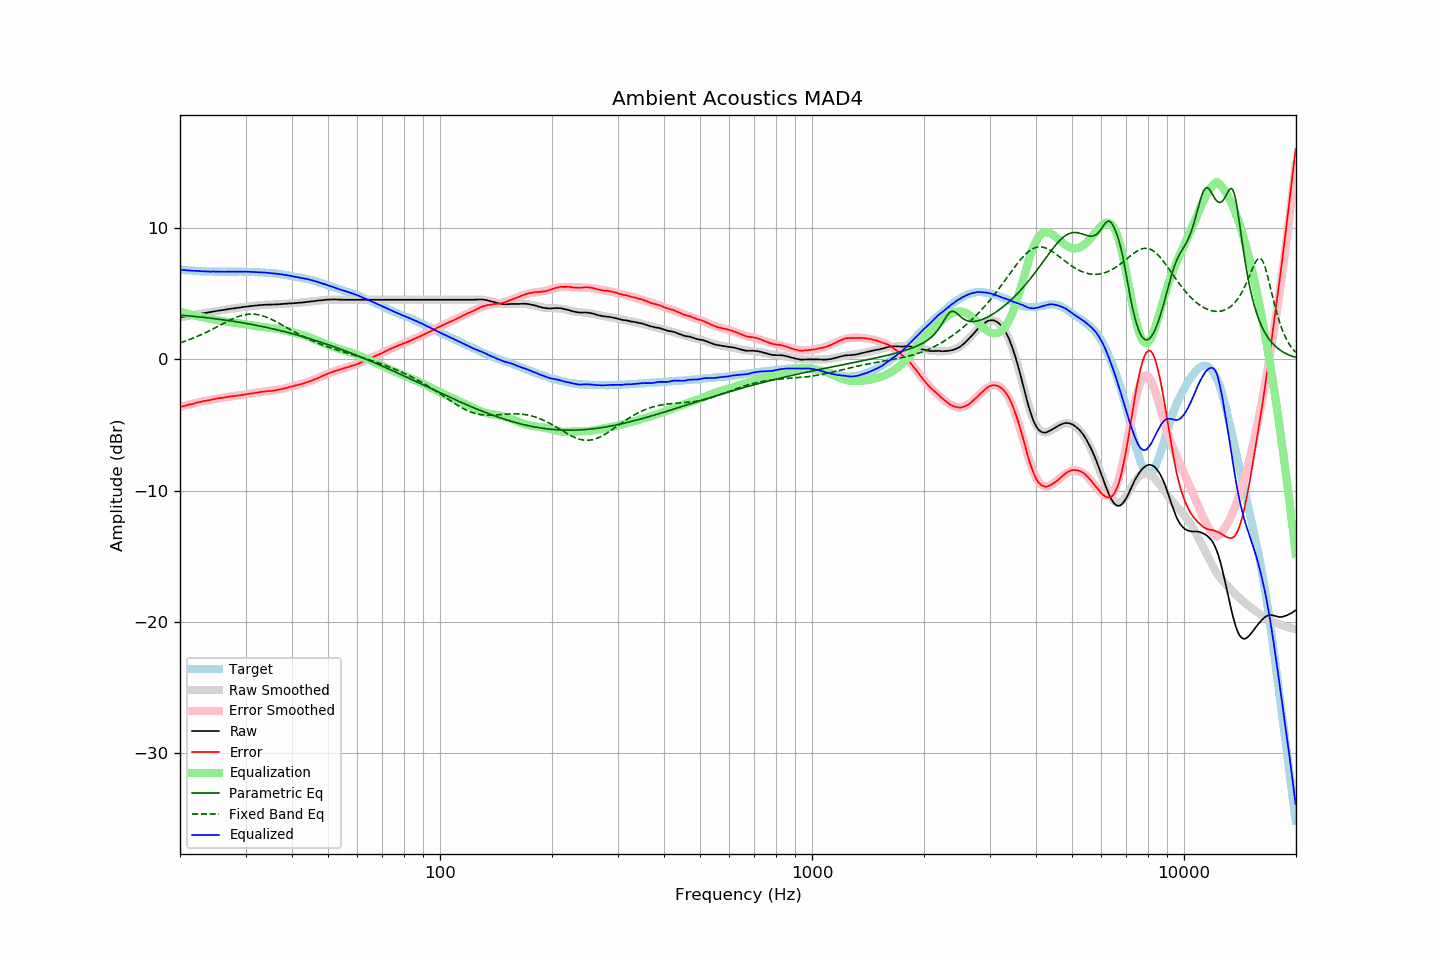 Ambient Acoustics MAD4
Amplitude (dBr)
10
0
−10
−20
−30
Target
Raw Smoothed
Error Smoothed
Raw
Error
Equalization
Parametric Eq
Fixed Band Eq
Equalized
100
1000
10000
Frequency (Hz)